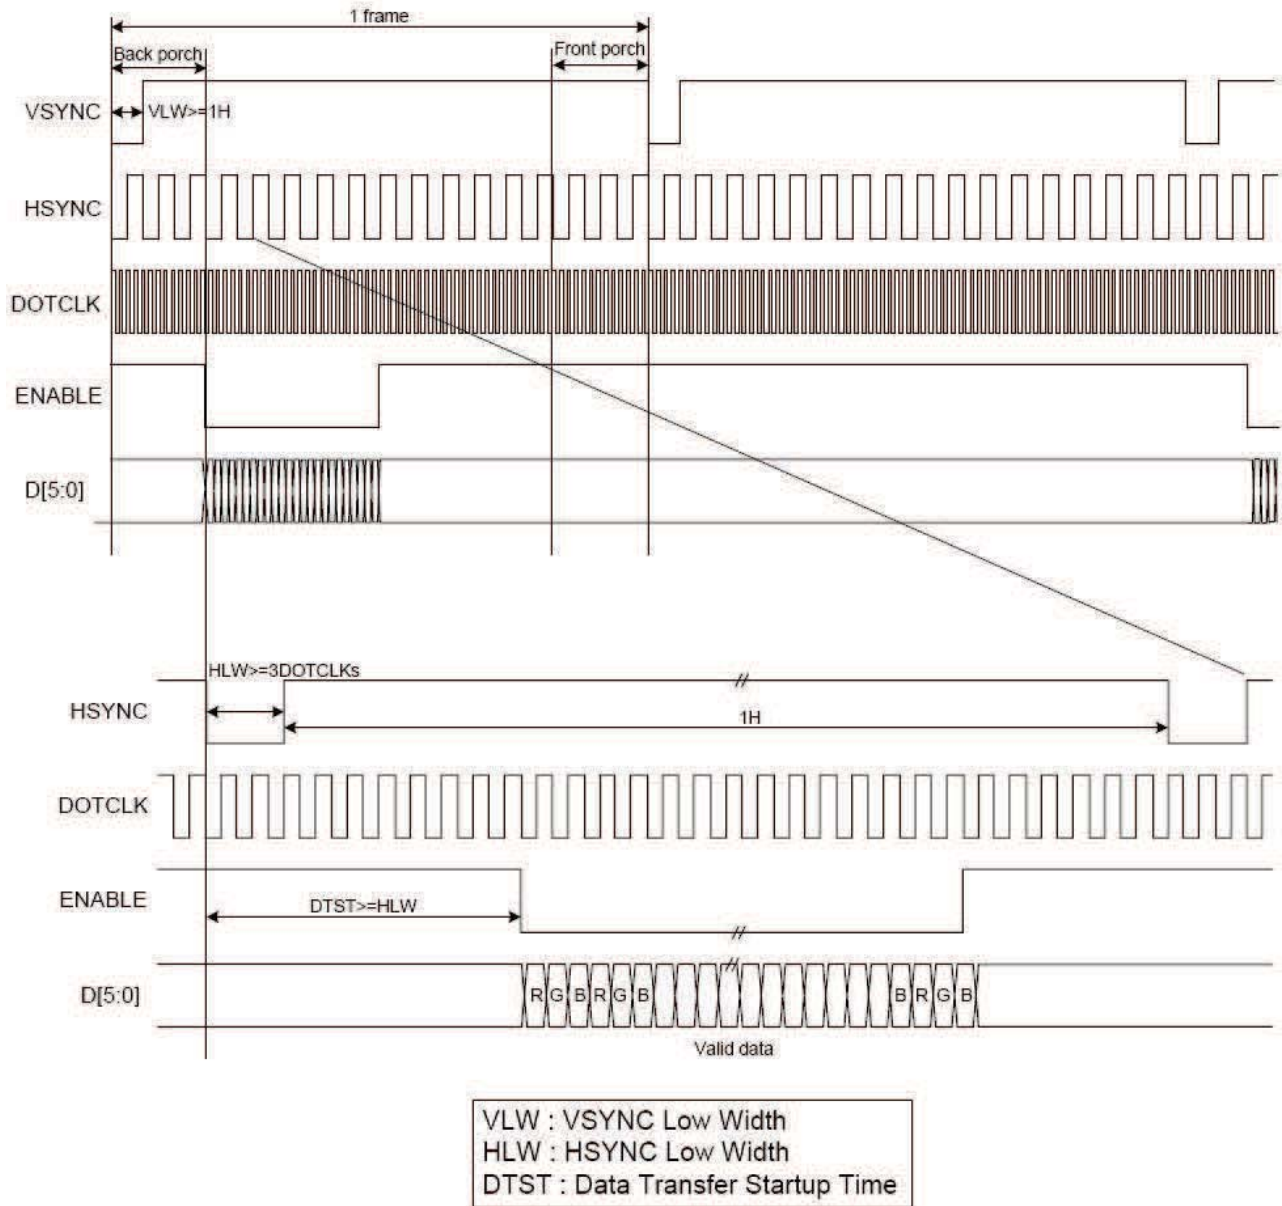 1 frame
Back porch
Front porch
VSYNC
VLW>=1H
HSYNC
DOTCLK
ENABLE
D[5:0]
HLW>=3DOTCLKs
HSYNC
//
1H
DOTCLK
ENABLE
DTST>=HLW
//
D[5:0]
//
R G B R G B B R G B
Valid data
VLW : VSYNC Low Width
HLW : HSYNC Low Width
DTST : Data Transfer Startup Time